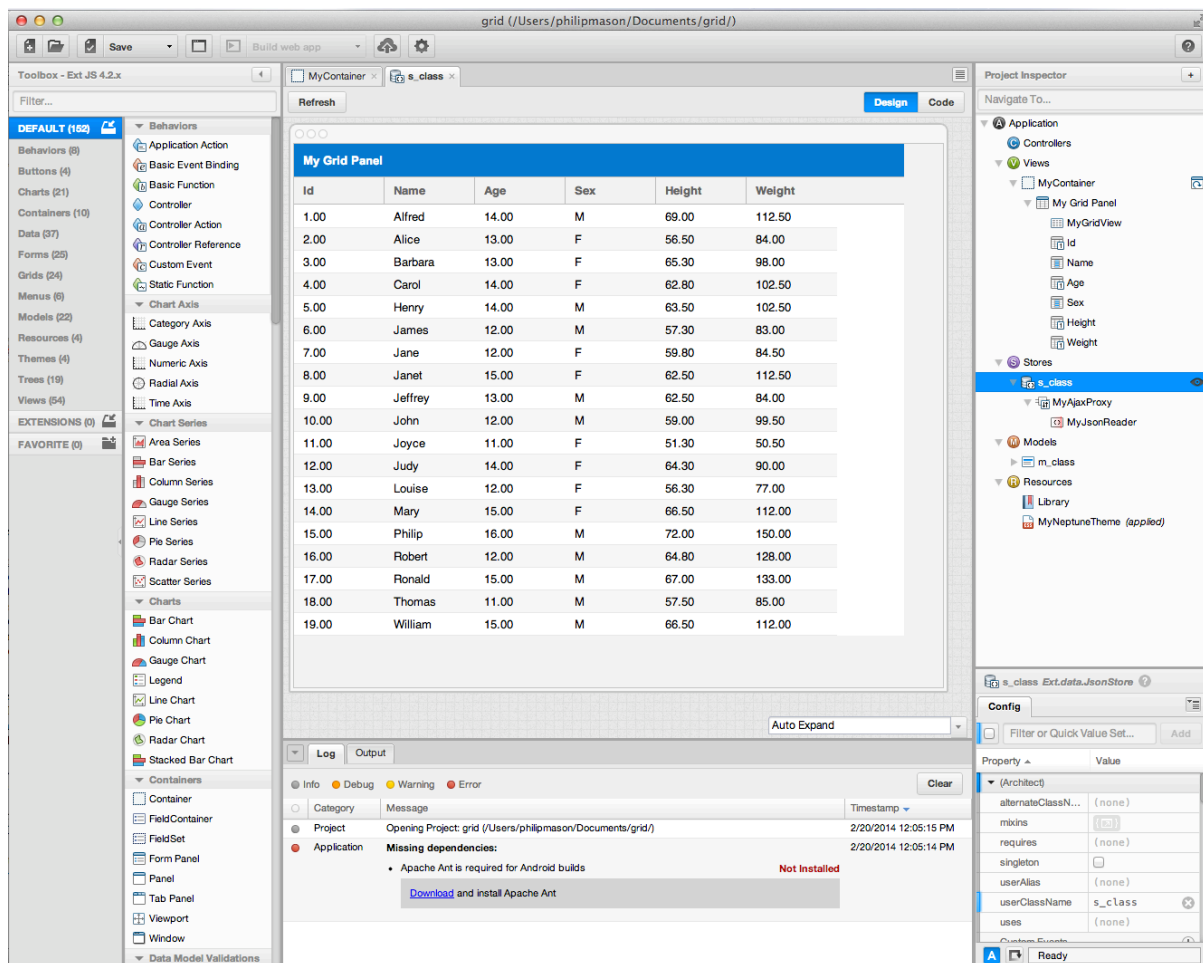 grid (/Users/philipmason/Documents/grid/)
Save
Build web app
Toolbox - Ext JS 4.2.x
Filter...
DEFAULT (152)
Behaviors (8)
Buttons (4)
Charts (21)
Containers (10)
Data (37)
Forms (25)
Grids (24)
Menus (6)
Models (22)
Resources (4)
Themes (4)
Trees (19)
Views (54)
EXTENSIONS (0)
FAVORITE (0)
Behaviors
Application Action
Basic Event Binding
Basic Function
Controller
Controller Action
Controller Reference
Custom Event
Static Function
Chart Axis
Category Axis
Gauge Axis
Numeric Axis
Radial Axis
Time Axis
Chart Series
Area Series
Bar Series
Column Series
Gauge Series
Line Series
Pie Series
Radar Series
Scatter Series
Charts
Bar Chart
Column Chart
Gauge Chart
Legend
Line Chart
Pie Chart
Radar Chart
Stacked Bar Chart
Containers
Container
FieldContainer
FieldSet
Form Panel
Panel
Tab Panel
Viewport
Window
Data Model Validations
MyContainer × s_class ×
Refresh
Design Code
My Grid Panel
Id Name Age Sex Height Weight
1.00 Alfred 14.00 M 69.00 112.50
2.00 Alice 13.00 F 56.50 84.00
3.00 Barbara 13.00 F 65.30 98.00
4.00 Carol 14.00 F 62.80 102.50
5.00 Henry 14.00 M 63.50 102.50
6.00 James 12.00 M 57.30 83.00
7.00 Jane 12.00 F 59.80 84.50
8.00 Janet 15.00 F 62.50 112.50
9.00 Jeffrey 13.00 M 62.50 84.00
10.00 John 12.00 M 59.00 99.50
11.00 Joyce 11.00 F 51.30 50.50
12.00 Judy 14.00 F 64.30 90.00
13.00 Louise 12.00 F 56.30 77.00
14.00 Mary 15.00 F 66.50 112.00
15.00 Philip 16.00 M 72.00 150.00
16.00 Robert 12.00 M 64.80 128.00
17.00 Ronald 15.00 M 67.00 133.00
18.00 Thomas 11.00 M 57.50 85.00
19.00 William 15.00 M 66.50 112.00
Auto Expand
Log Output
Info Debug Warning Error
Clear
Category Message Timestamp
Project Opening Project: grid (/Users/philipmason/Documents/grid/) 2/20/2014 12:05:15 PM
Application Missing dependencies: 2/20/2014 12:05:14 PM
• Apache Ant is required for Android builds Not Installed
Download and install Apache Ant
Project Inspector
Navigate To...
Application
Controllers
Views
MyContainer
My Grid Panel
MyGridView
Id
Name
Age
Sex
Height
Weight
Stores
s_class
MyAjaxProxy
MyJsonReader
Models
m_class
Resources
Library
MyNeptuneTheme (applied)
s_class Ext.data.JsonStore
Config
Filter or Quick Value Set... Add
Property Value
(Architect)
alternateClassN... (none)
mixins
requires (none)
singleton
userAlias (none)
userClassName s_class
uses (none)
Custom Events
Ready